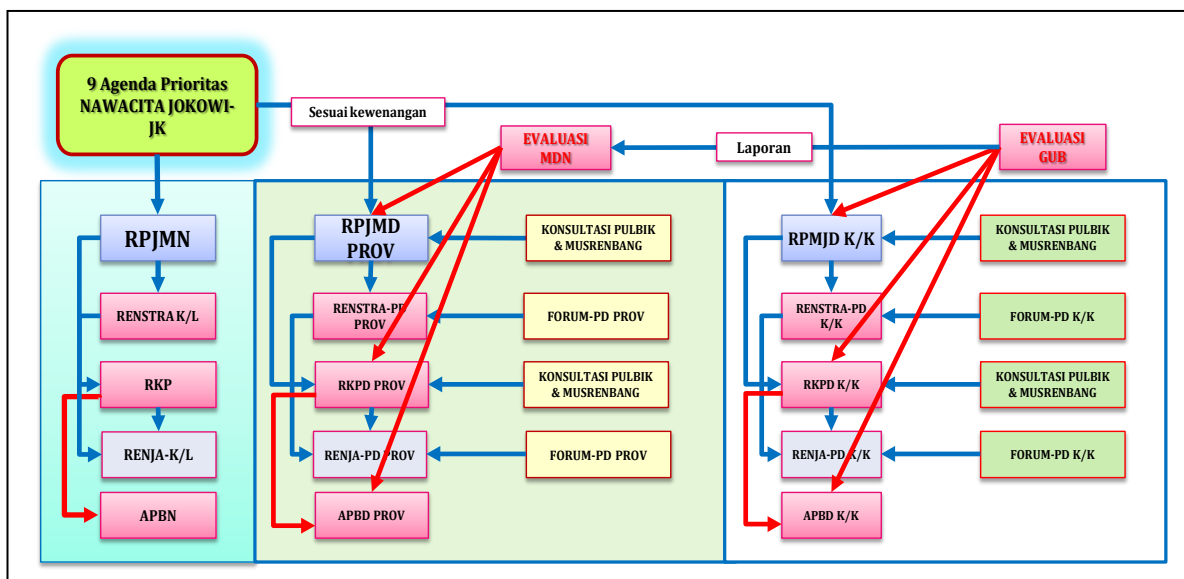 9 Agenda Prioritas
NAWACITA JOKOWI-
JK
Sesuai kewenangan
EVALUASI
MDN
Laporan
EVALUASI
GUB
RPJMN
RENSTRA K/L
RKP
RENJA-K/L
APBN
RPJMD
PROV
KONSULTASI PULBIK
& MUSRENBANG
RENSTRA-PD
PROV
FORUM-PD PROV
RKPD PROV
KONSULTASI PULBIK
& MUSRENBANG
RENJA-PD PROV
FORUM-PD PROV
APBD PROV
RPMJD K/K
KONSULTASI PULBIK
& MUSRENBANG
RENSTRA-PD
K/K
FORUM-PD K/K
RKPD K/K
KONSULTASI PULBIK
& MUSRENBANG
RENJA-PD K/K
FORUM-PD K/K
APBD K/K